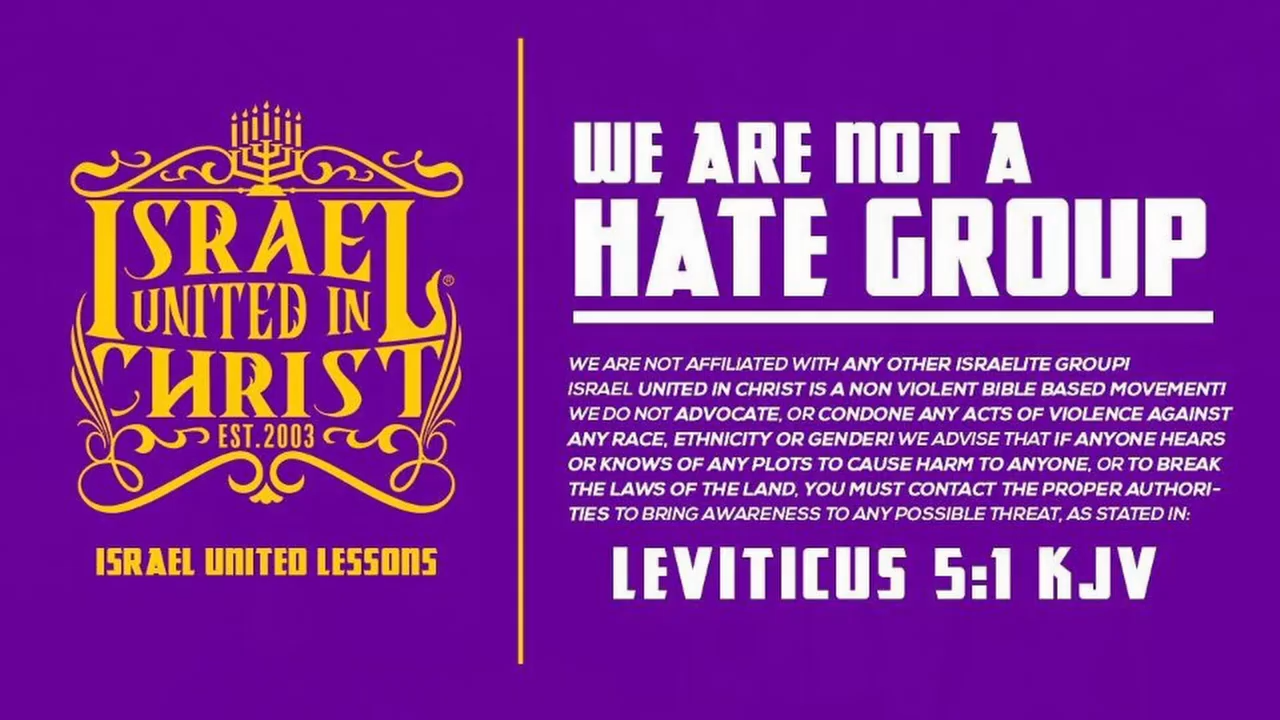 ISRAEL
UNITED IN
CHRIST®
EST.2003
ISRAEL UNITED LESSONS
WE ARE NOT A
HATE GROUP
WE ARE NOT AFFILIATED WITH ANY OTHER ISRAELITE GROUP!
ISRAEL UNITED IN CHRIST IS A NON VIOLENT BIBLE BASED MOVEMENT!
WE DO NOT ADVOCATE, OR CONDONE ANY ACTS OF VIOLENCE AGAINST
ANY RACE, ETHNICITY OR GENDER! WE ADVISE THAT IF ANYONE HEARS
OR KNOWS OF ANY PLOTS TO CAUSE HARM TO ANYONE, OR TO BREAK
THE LAWS OF THE LAND, YOU MUST CONTACT THE PROPER AUTHORI-
TIES TO BRING AWARENESS TO ANY POSSIBLE THREAT, AS STATED IN:
LEVITICUS 5:1 KJV